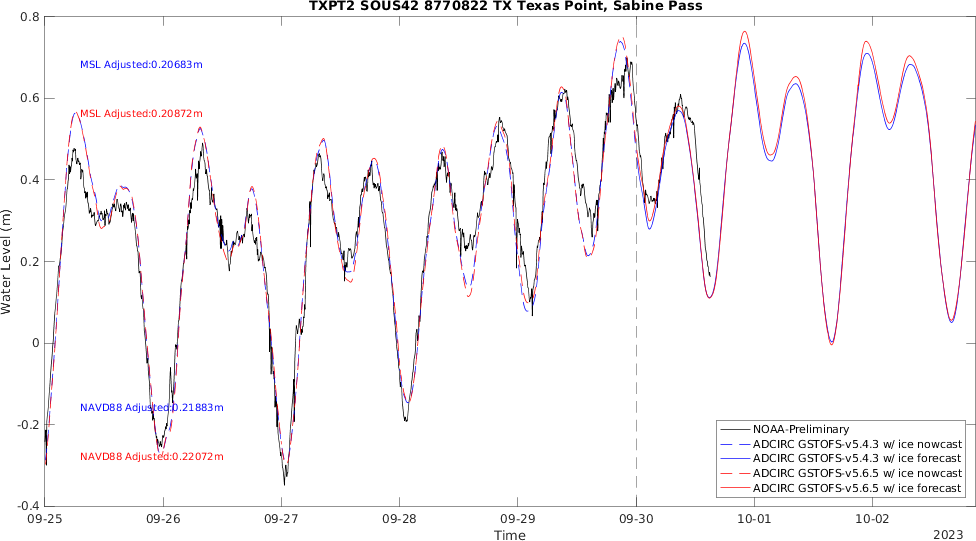 TXPT2 SOUS42 8770822 TX Texas Point, Sabine Pass
0.8
0.6
0.4
0.2
0
-0.2
-0.4
Water Level (m)
MSL Adjusted:0.20683m
MSL Adjusted:0.20872m
NAVD88 Adjusted:0.21883m
NAVD88 Adjusted:0.22072m
NOAA-Preliminary
ADCIRC GSTOFS-v5.4.3 w/ ice nowcast
ADCIRC GSTOFS-v5.4.3 w/ ice forecast
ADCIRC GSTOFS-v5.6.5 w/ ice nowcast
ADCIRC GSTOFS-v5.6.5 w/ ice forecast
09-25 09-26 09-27 09-28 09-29 09-30 10-01 10-02
Time
2023